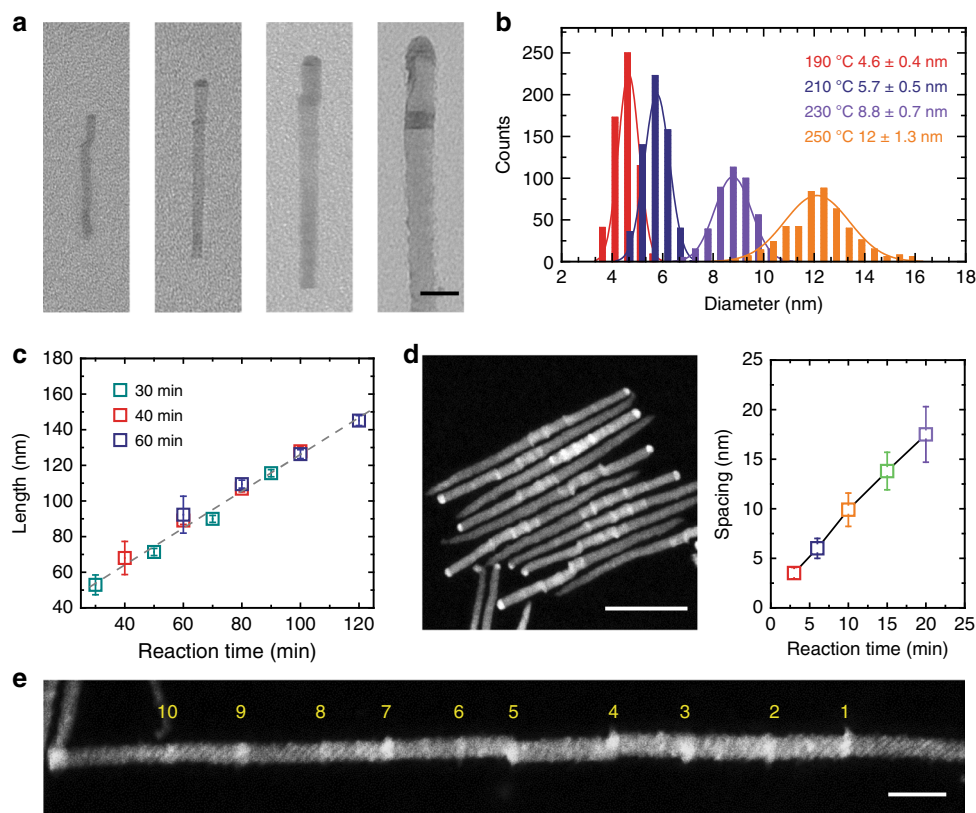 a
b
250
200
150
100
50
0
Counts
190 °C 4.6 ± 0.4 nm
210 °C 5.7 ± 0.5 nm
230 °C 8.8 ± 0.7 nm
250 °C 12 ± 1.3 nm
2 4 6 8 10 12 14 16 18
Diameter (nm)
c
180
160
140
120
100
80
60
40
Length (nm)
30 min
40 min
60 min
40 60 80 100 120
Reaction time (min)
d
25
20
15
10
5
0
Spacing (nm)
0 5 10 15 20 25
Reaction time (min)
e
10 9 8 7 6 5 4 3 2 1